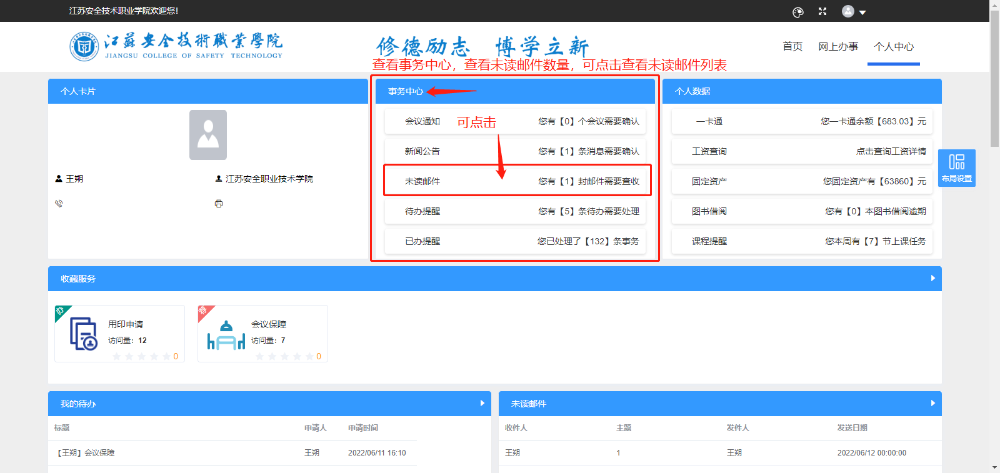 江苏安全技术职业学院欢迎您!
江蘇安全技術職業學院
JIANGSU COLLEGE OF SAFETY TECHNOLOGY
修德励志 博学立新
首页 网上办事 个人中心
查看事务中心，查看未读邮件数量，可点击查看未读邮件列表
个人卡片
王朔
江苏安全职业技术学院
事务中心
可点击
会议通知 您有【0】个会议需要确认
新闻公告 您有【1】条消息需要确认
未读邮件 您有【1】封邮件需要查收
待办提醒 您有【5】条待办需要处理
已办提醒 您已处理了【132】条事务
个人数据
一卡通 您一卡通余额【683.03】元
工资查询 点击查询工资详情
固定资产 您固定资产有【63860】元
图书借阅 您有【0】本图书借阅逾期
课程提醒 您本周有【7】节上课任务
布局设置
收藏服务
办
用印申请
访问量：12
0
荐
会议保障
访问量：7
0
我的待办
标题 申请人 申请时间
【王朔】会议保障 王朔 2022/06/11 16:10
未读邮件
收件人 主题 发件人 发送日期
王朔 1 王朔 2022/06/12 00:00:00